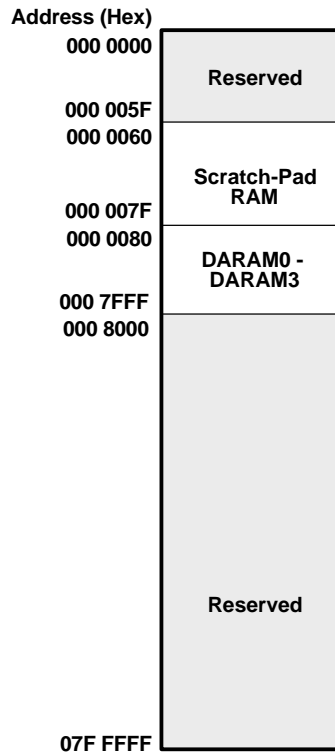 Address (Hex)
000 0000
Reserved
000 005F
000 0060
Scratch-Pad
RAM
000 007F
000 0080
DARAM0 -
DARAM3
000 7FFF
000 8000
Reserved
07F FFFF